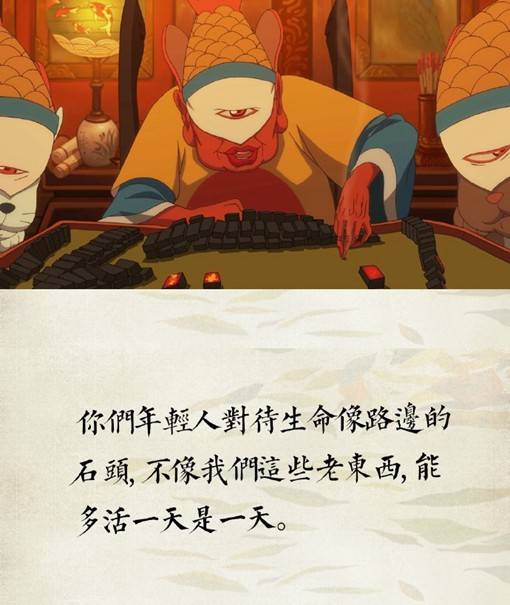 你們年輕人對待生命像路邊的
石頭, 不像我們這些老東西, 能
多活一天是一天。